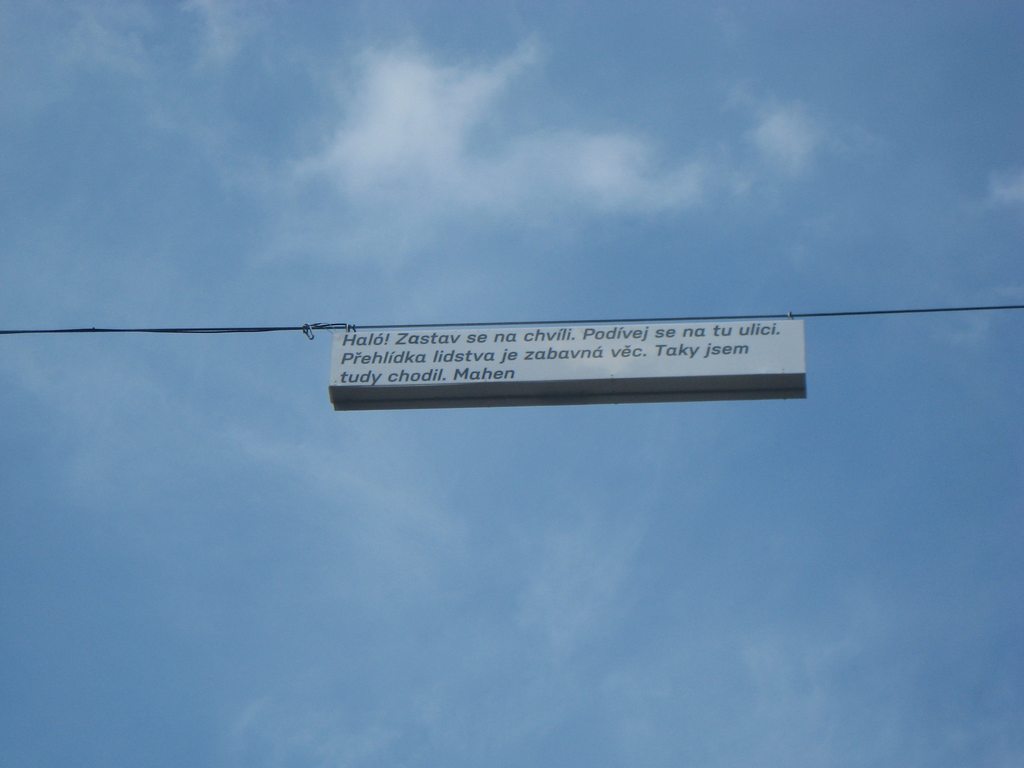 Haló! Zastav se na chvíli. Podívej se na tu ulici.
Přehlídka lidstva je zabavná věc. Taky jsem
tudy chodil. Mahen